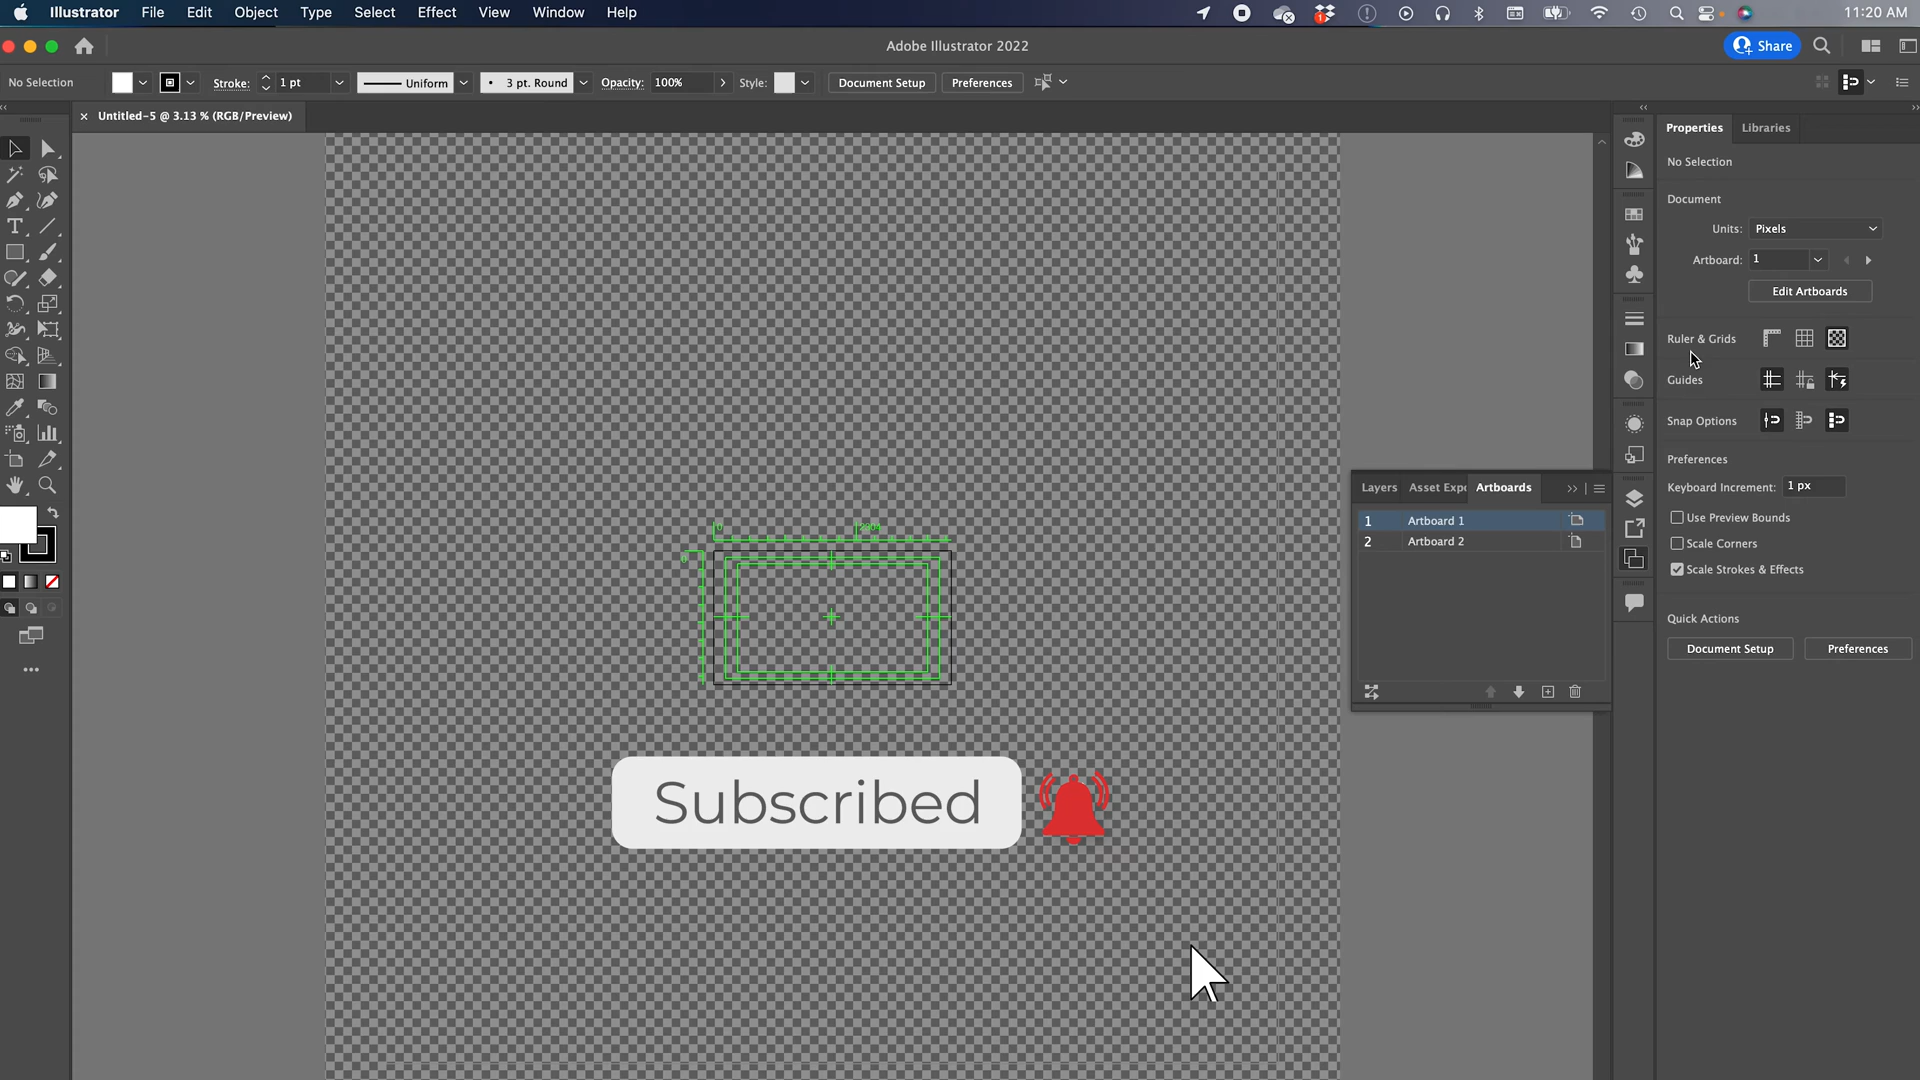 Illustrator File Edit Object Type Select Effect View Window Help
11:20 AM
Adobe Illustrator 2022
Share
No Selection
Stroke: 1 pt
Uniform
3 pt. Round
Opacity: 100%
Style:
Document Setup
Preferences
× Untitled-5 @ 3.13 % (RGB/Preview)
Properties Libraries
No Selection
Document
Units: Pixels
Artboard: 1
Edit Artboards
Ruler & Grids
Guides
Snap Options
Preferences
Keyboard Increment: 1 px
Use Preview Bounds
Scale Corners
Scale Strokes & Effects
Quick Actions
Document Setup
Preferences
Layers Asset Expo Artboards
1 Artboard 1
2 Artboard 2
0
0
Subscribed